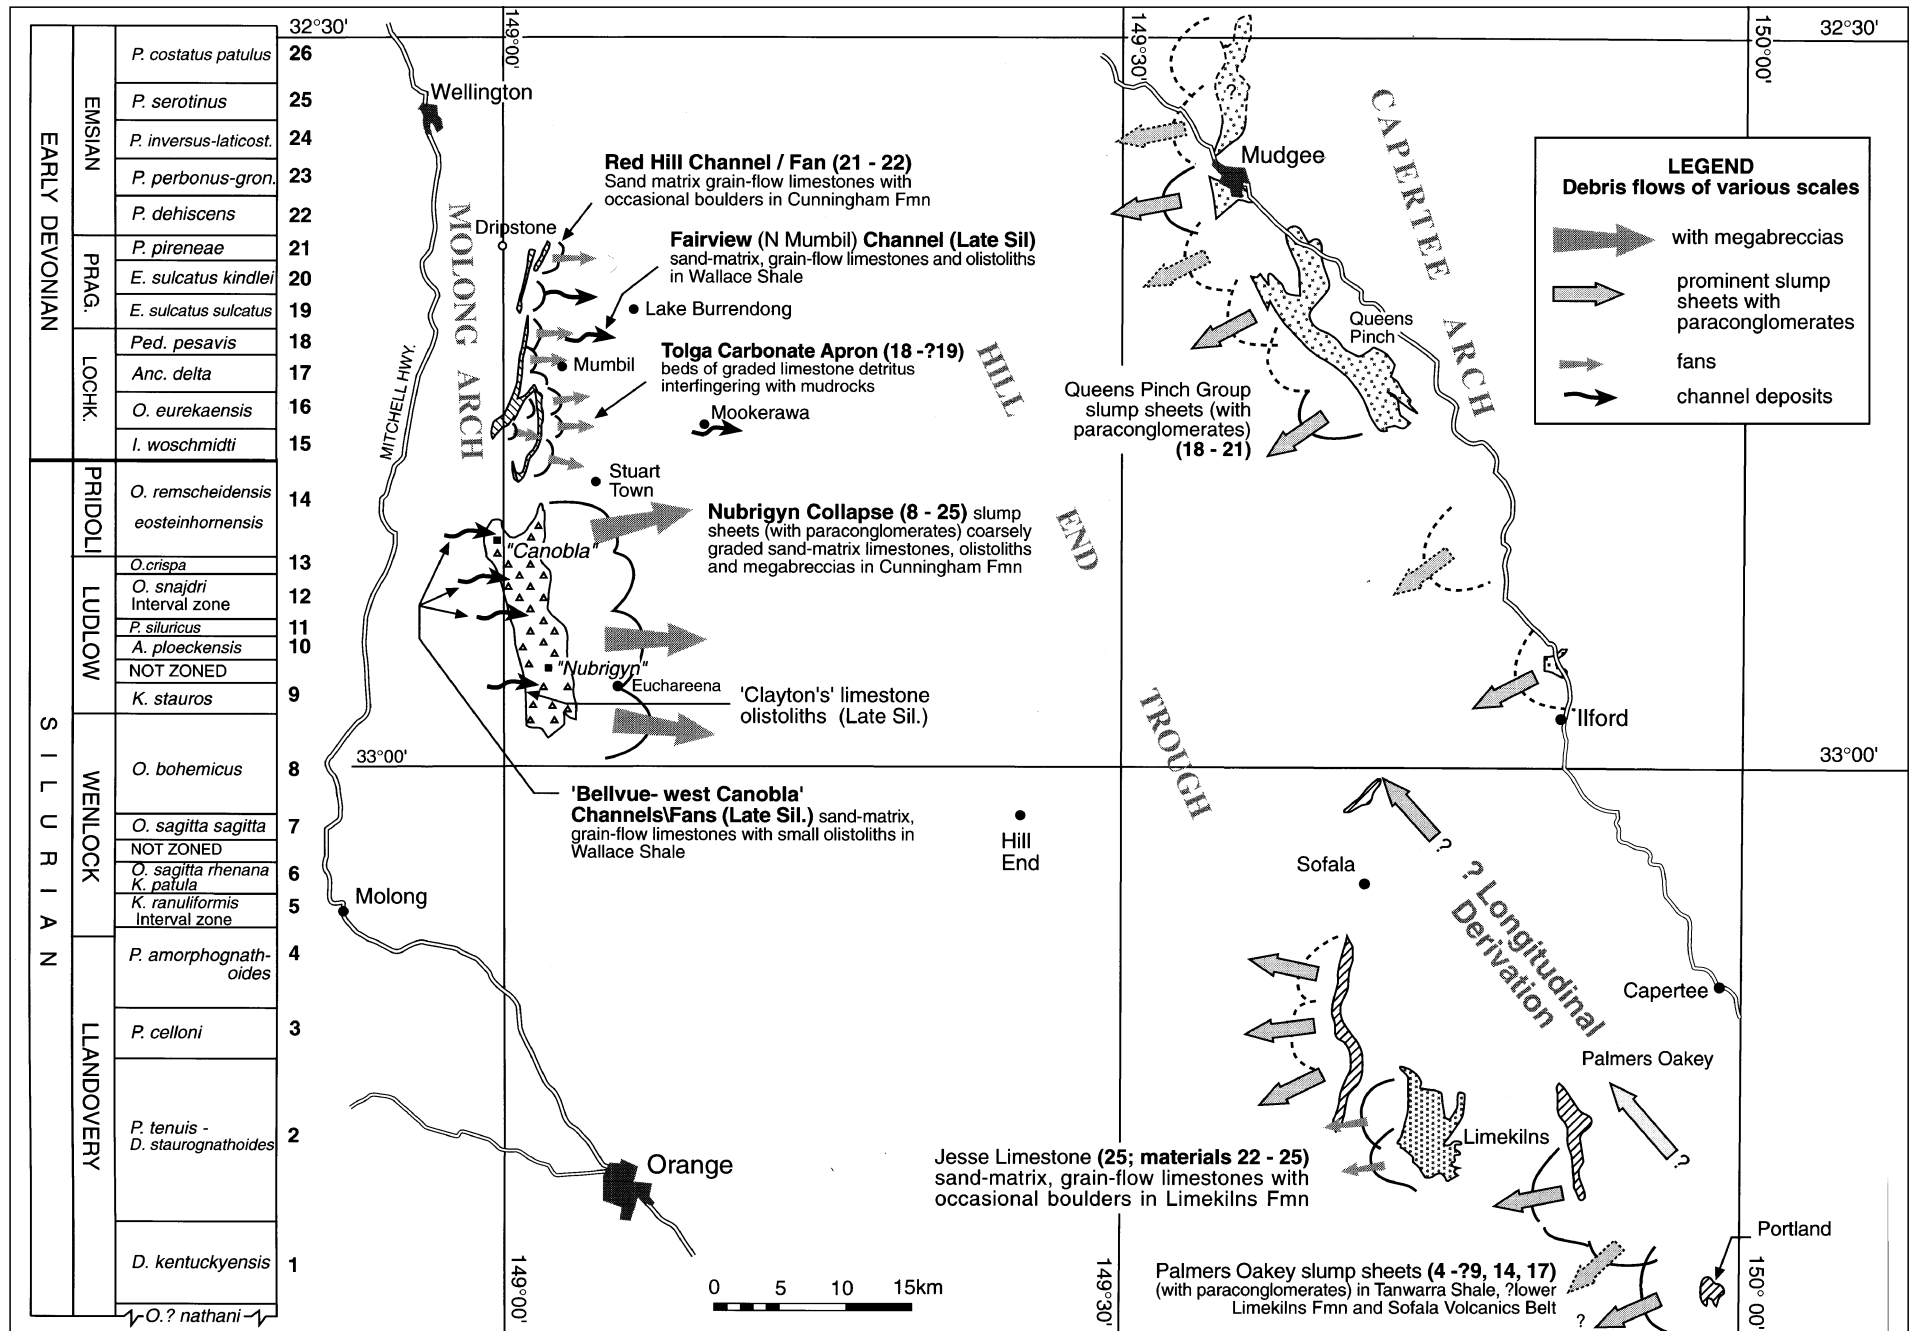 EARLY DEVONIAN
SILURIAN
EMSIAN
PRAG.
LOCHK.
PRIDOLI
LUDLOW
WENLOCK
LLANDOVERY
P. costatus patulus 26
P. serotinus 25
P. inversus-laticost. 24
P. perbonus-gron. 23
P. dehiscens 22
P. pireneae 21
E. sulcatus kindlei 20
E. sulcatus sulcatus 19
Ped. pesavis 18
Anc. delta 17
O. eurekaensis 16
I. woschmidti 15
O. remscheidensis 14
eosteinhornensis
O.crispa 13
O. snajdri 12
Interval zone
P. siluricus 11
A. ploeckensis 10
NOT ZONED
K. stauros 9
O. bohemicus 8
O. sagitta sagitta 7
NOT ZONED
O. sagitta rhenana 6
K. patula
K. ranuliformis 5
Interval zone
P. amorphognath- 4
oides
P. celloni 3
P. tenuis - 2
D. staurognathoides
D. kentuckyensis 1
O.? nathani
32°30'
149°00'
149°30'
150°00'
32°30'
Wellington
MITCHELL HWY.
MOLONG ARCH
Dripstone
Red Hill Channel / Fan (21 - 22)
Sand matrix grain-flow limestones with
occasional boulders in Cunningham Fmn
Fairview (N Mumbil) Channel (Late Sil)
sand-matrix, grain-flow limestones and olistoliths
in Wallace Shale
Lake Burrendong
Mumbil
Tolga Carbonate Apron (18 -?19)
beds of graded limestone detritus
interfingering with mudrocks
Mookerawa
Stuart
Town
Nubrigyn Collapse (8 - 25) slump
sheets (with paraconglomerates) coarsely
graded sand-matrix limestones, olistoliths
and megabreccias in Cunningham Fmn
"Canobla"
"Nubrigyn"
Euchareena
'Clayton's' limestone
olistoliths (Late Sil.)
33°00'
'Bellvue- west Canobla'
Channels\Fans (Late Sil.) sand-matrix,
grain-flow limestones with small olistoliths in
Wallace Shale
Molong
Orange
149°00'
0 5 10 15km
HILL
END
TROUGH
Hill
End
?
Mudgee
CAPERTEE
ARCH
Queens
Pinch
Queens Pinch Group
slump sheets (with
paraconglomerates)
(18 - 21)
LEGEND
Debris flows of various scales
with megabreccias
prominent slump
sheets with
paraconglomerates
fans
channel deposits
Ilford
33°00'
?
Sofala
? Longitudinal
Derivation
Capertee
Palmers Oakey
?
Limekilns
Jesse Limestone (25; materials 22 - 25)
sand-matrix, grain-flow limestones with
occasional boulders in Limekilns Fmn
Portland
Palmers Oakey slump sheets (4 -?9, 14, 17)
(with paraconglomerates) in Tanwarra Shale, ?lower
Limekilns Fmn and Sofala Volcanics Belt
?
149°30'
150° 00'